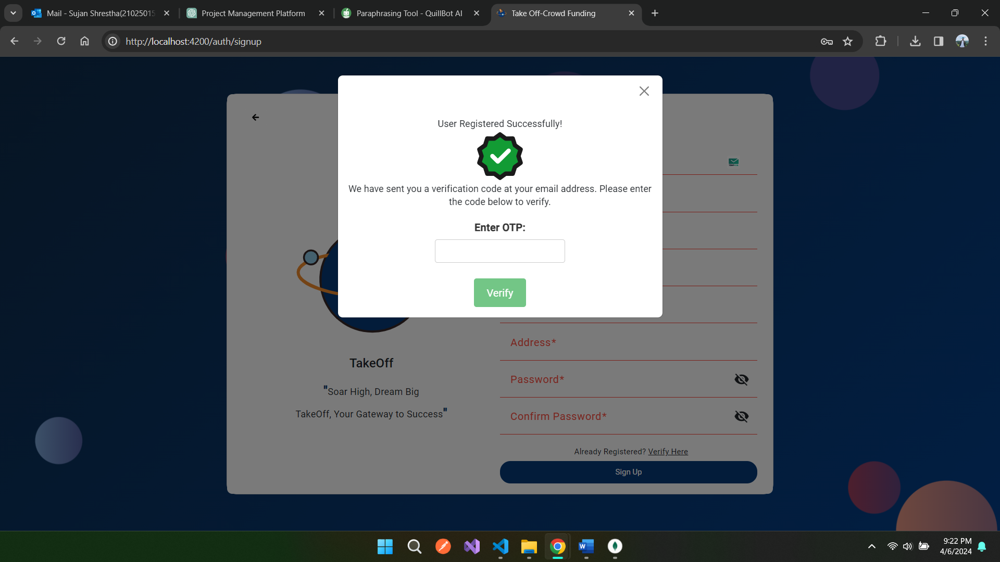 Mail - Sujan Shrestha(21025015
Project Management Platform
Paraphrasing Tool - QuillBot AI
Take Off-Crowd Funding
http://localhost:4200/auth/signup
User Registered Successfully!
We have sent you a verification code at your email address. Please enter
the code below to verify.
Enter OTP:
Verify
TakeOff
"Soar High, Dream Big
TakeOff, Your Gateway to Success"
Address*
Password*
Confirm Password*
Already Registered? Verify Here
Sign Up
9:22 PM
4/6/2024